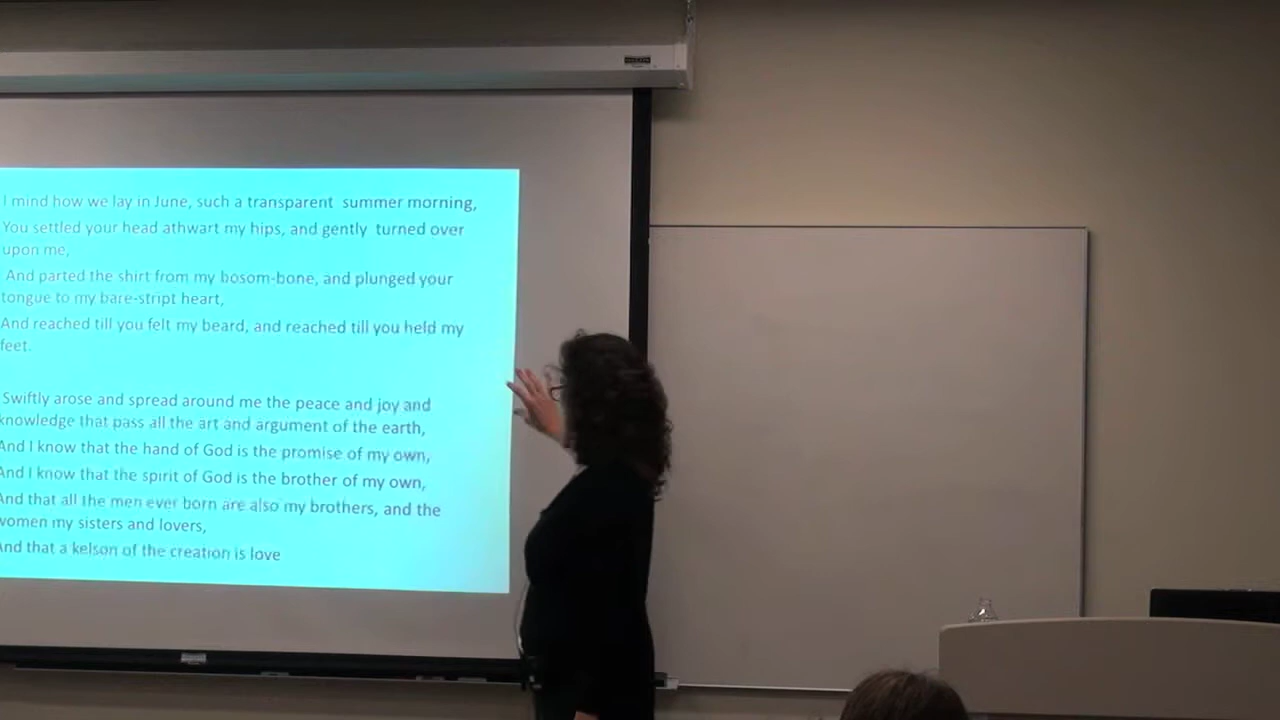 I mind how we lay in June, such a transparent summer morning,
You settled your head athwart my hips, and gently turned over
upon me,
And parted the shirt from my bosom-bone, and plunged your
tongue to my bare-stript heart,
And reached till you felt my beard, and reached till you held my
feet.
Swiftly arose and spread around me the peace and joy and
knowledge that pass all the art and argument of the earth,
And I know that the hand of God is the promise of my own,
And I know that the spirit of God is the brother of my own,
And that all the men ever born are also my brothers, and the
women my sisters and lovers,
And that a kelson of the creation is love